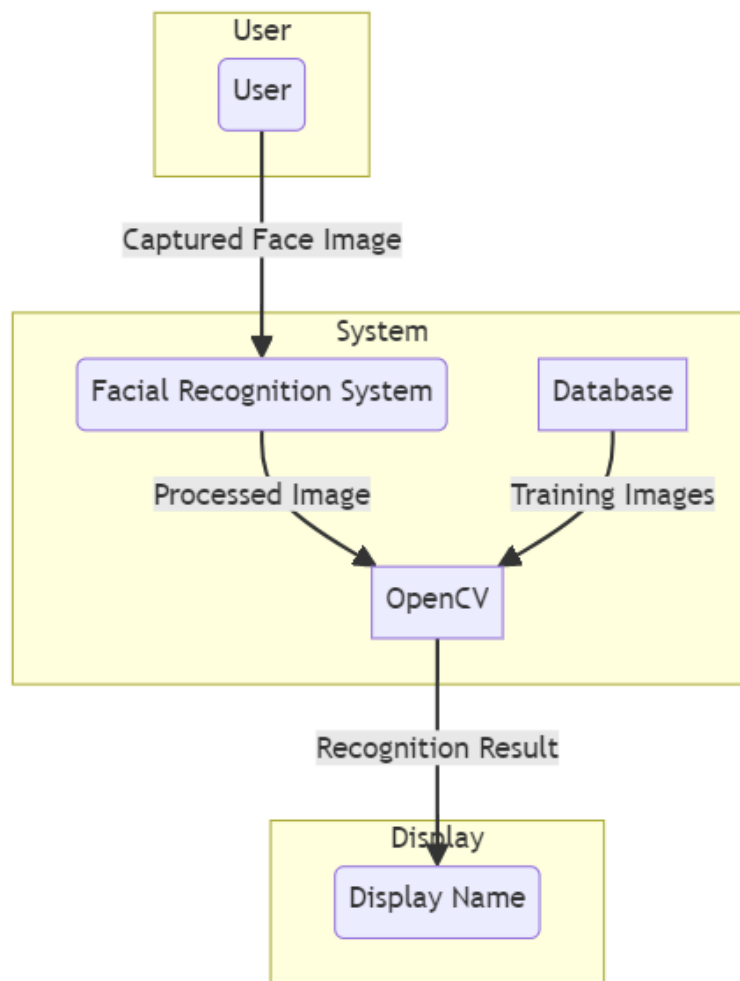 User
User
Captured Face Image
System
Facial Recognition System
Database
Processed Image
Training Images
OpenCV
Recognition Result
Display
Display Name